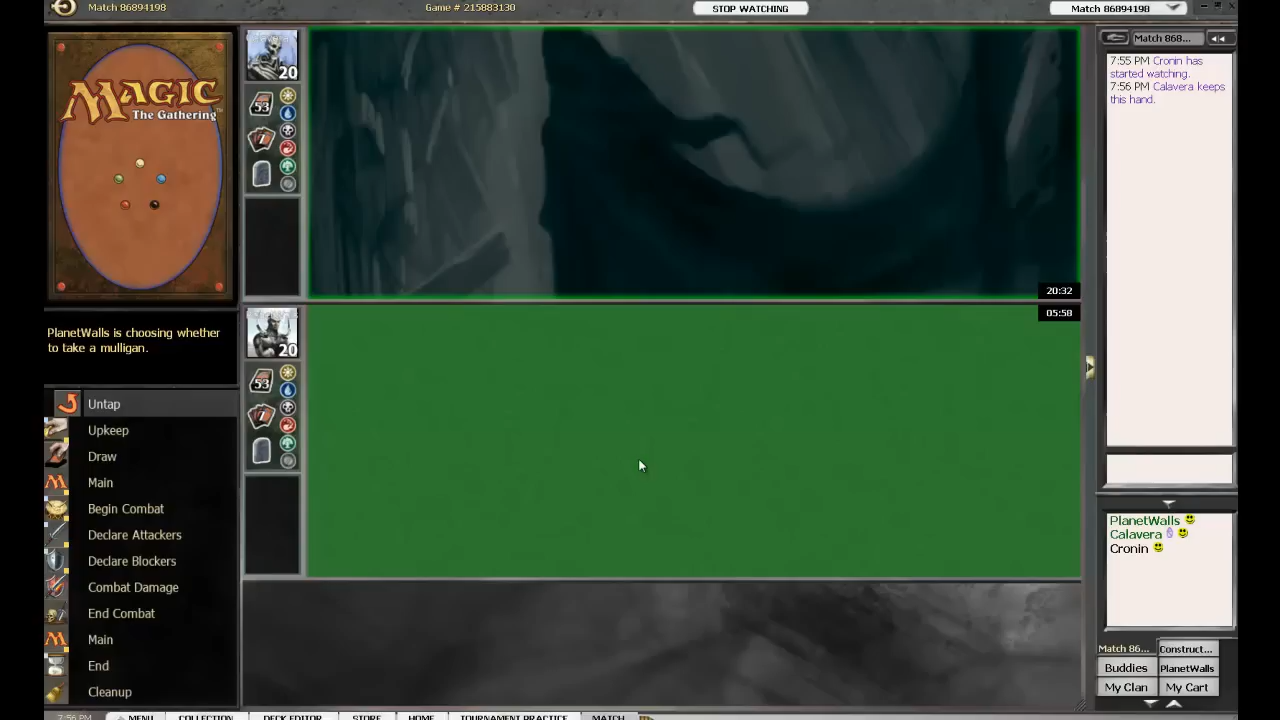 Match 86894198
Game # 215883130
STOP WATCHING
Match 86894198
MAGIC
The Gathering
20
53
7
20:32
05:58
20
53
7
PlanetWalls is choosing whether
to take a mulligan.
Untap
Upkeep
Draw
Main
Begin Combat
Declare Attackers
Declare Blockers
Combat Damage
End Combat
Main
End
Cleanup
Match 868...
7:55 PM Cronin has
started watching.
7:56 PM Calavera keeps
this hand.
PlanetWalls
Calavera
Cronin
Match 86...
Construct...
Buddies
PlanetWalls
My Clan
My Cart
7:56 PM
MENU
COLLECTION
DECK EDITOR
STORE
HOME
TOURNAMENT PRACTICE
MATCH